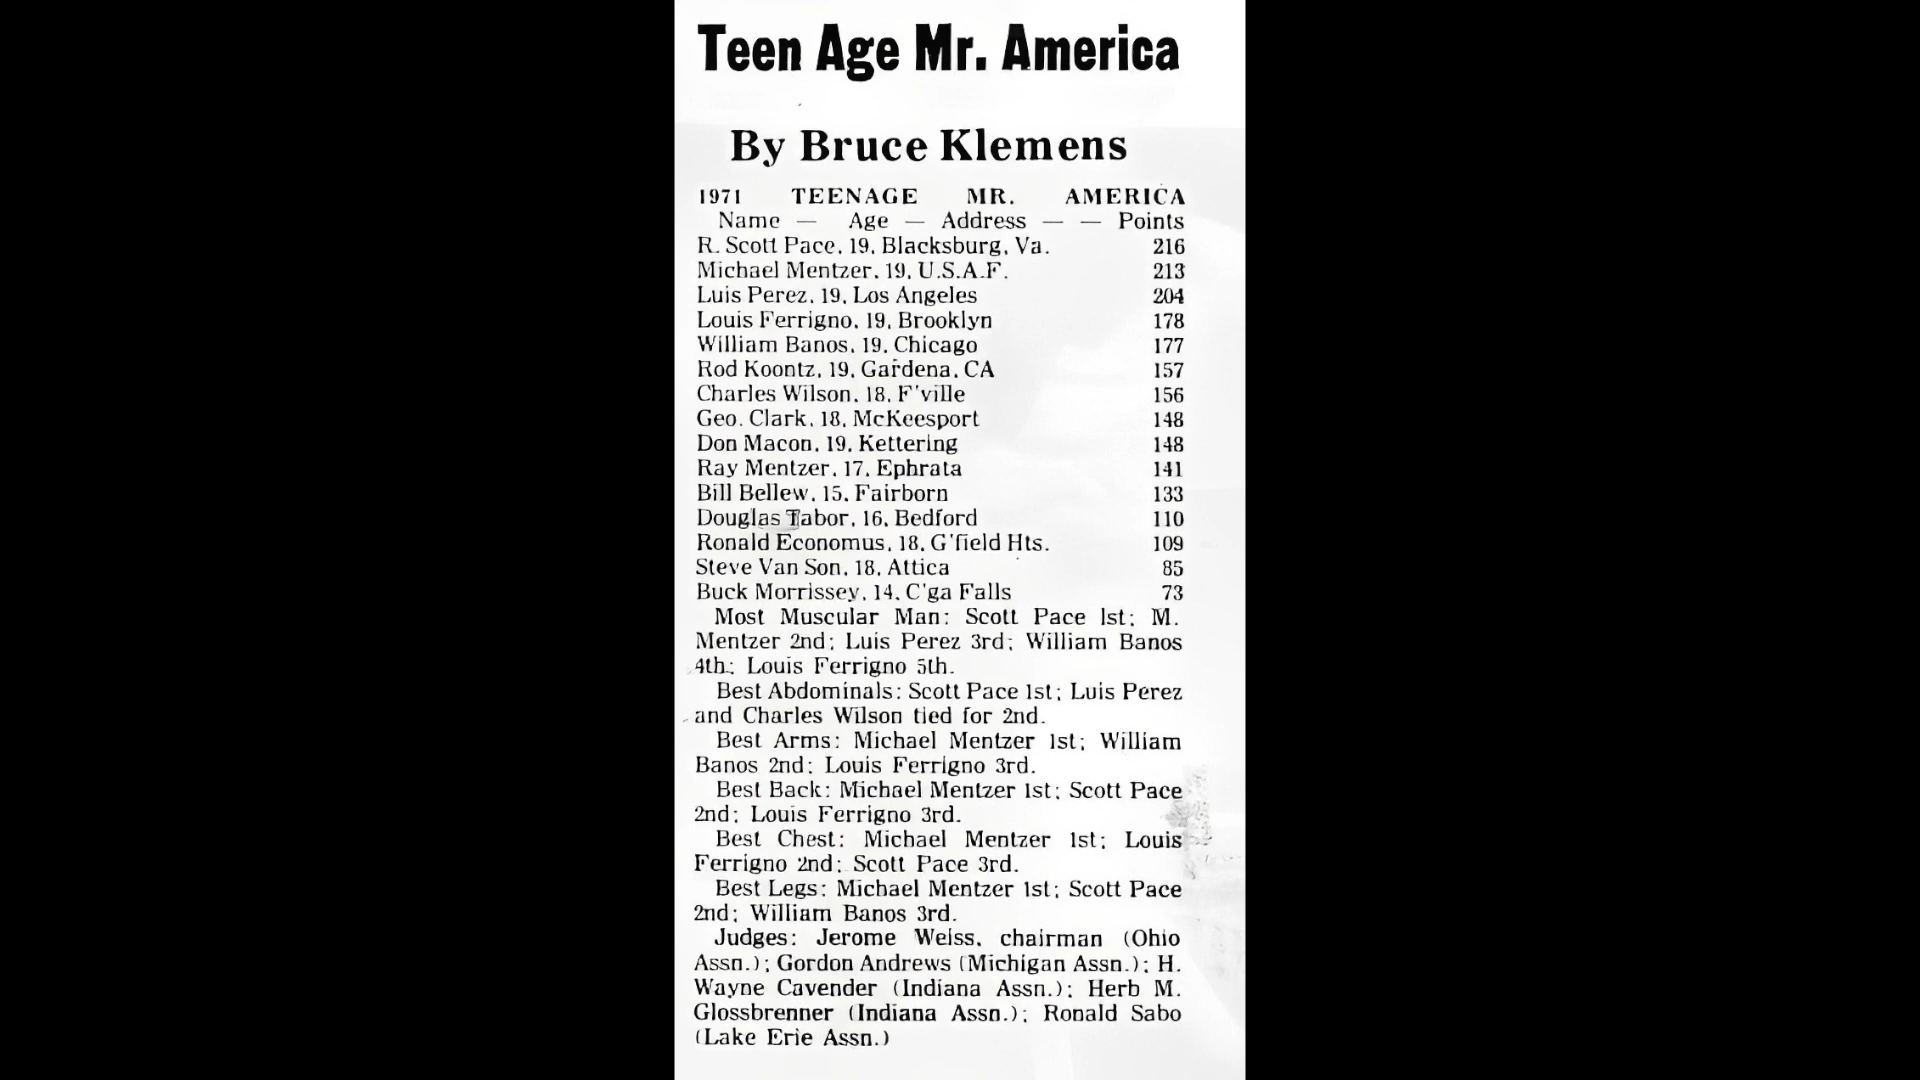 Teen Age Mr. America
By Bruce Klemens
1971 TEENAGE MR. AMERICA
Name — Age — Address — — Points
R. Scott Pace, 19, Blacksburg, Va. 216
Michael Mentzer, 19, U.S.A.F. 213
Luis Perez, 19, Los Angeles 204
Louis Ferrigno, 19, Brooklyn 178
William Banos, 19, Chicago 177
Rod Koontz, 19, Gardena, CA 157
Charles Wilson, 18, F'ville 156
Geo. Clark, 18, McKeesport 148
Don Macon, 19, Kettering 148
Ray Mentzer, 17, Ephrata 141
Bill Bellew, 15, Fairborn 133
Douglas Tabor, 16, Bedford 110
Ronald Economus, 18, G'field Hts. 109
Steve Van Son, 18, Attica 85
Buck Morrissey, 14, C'ga Falls 73
Most Muscular Man: Scott Pace 1st; M.
Mentzer 2nd; Luis Perez 3rd; William Banos
4th; Louis Ferrigno 5th.
Best Abdominals: Scott Pace 1st; Luis Perez
and Charles Wilson tied for 2nd.
Best Arms: Michael Mentzer 1st; William
Banos 2nd; Louis Ferrigno 3rd.
Best Back: Michael Mentzer 1st; Scott Pace
2nd; Louis Ferrigno 3rd.
Best Chest: Michael Mentzer 1st; Louis
Ferrigno 2nd; Scott Pace 3rd.
Best Legs: Michael Mentzer 1st; Scott Pace
2nd; William Banos 3rd.
Judges: Jerome Weiss, chairman (Ohio
Assn.); Gordon Andrews (Michigan Assn.); H.
Wayne Cavender (Indiana Assn.); Herb M.
Glossbrenner (Indiana Assn.); Ronald Sabo
(Lake Erie Assn.)